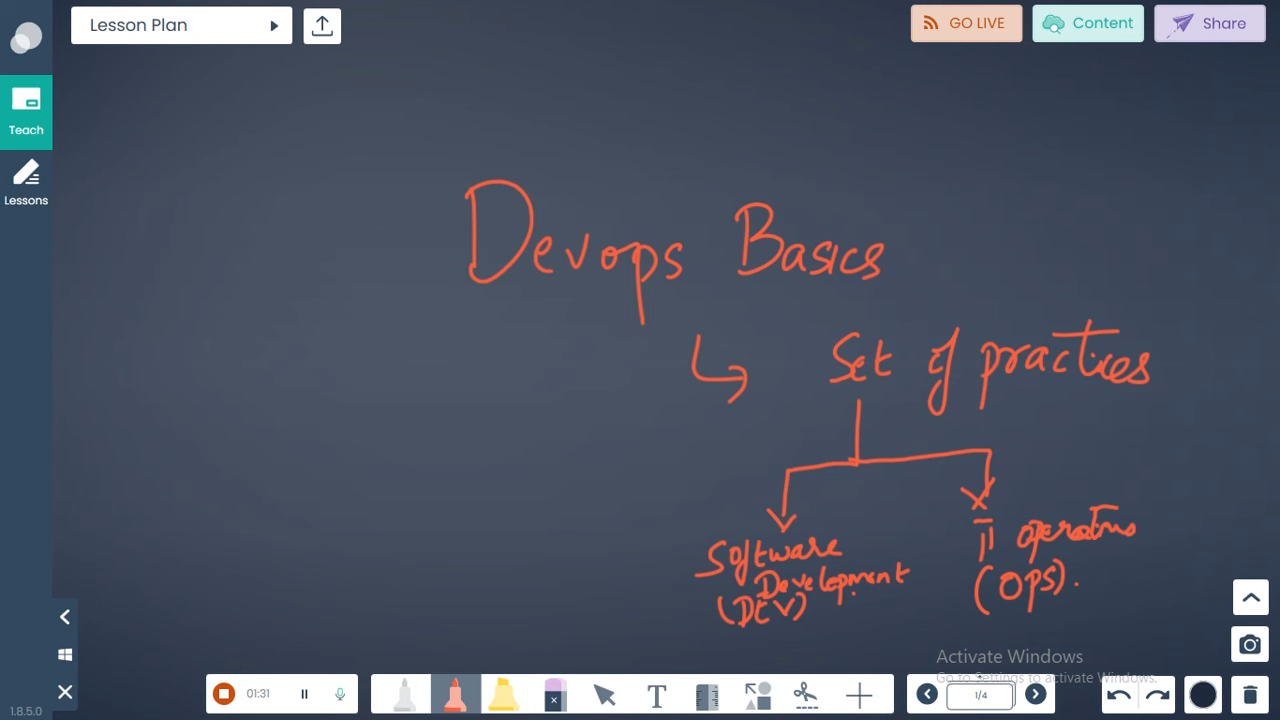 Lesson Plan
GO LIVE
Content
Share
Teach
Lessons
Devops Basics
Set of practices
Software
Development
(Dev)
IT operations
(OPS).
Activate Windows
Go to Settings to activate Windows.
01:31
T
1/4
1.8.5.0